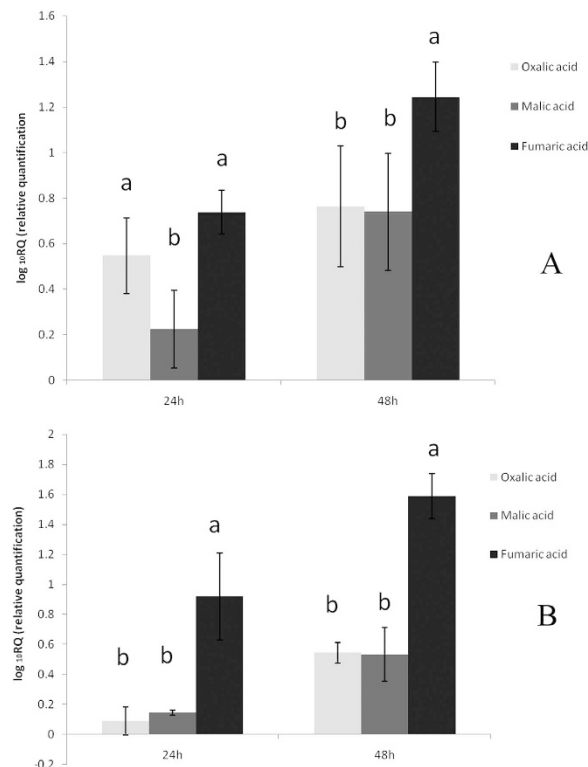 1.6
1.4
1.2
1
0.8
0.6
0.4
0.2
0
log 10RQ (relative quantification)
a
b
a
b
b
a
24h
48h
Oxalic acid
Malic acid
Fumaric acid
A
2
1.8
1.6
1.4
1.2
1
0.8
0.6
0.4
0.2
0
-0.2
log 10RQ (relative quantification)
b
b
a
b
b
a
24h
48h
Oxalic acid
Malic acid
Fumaric acid
B